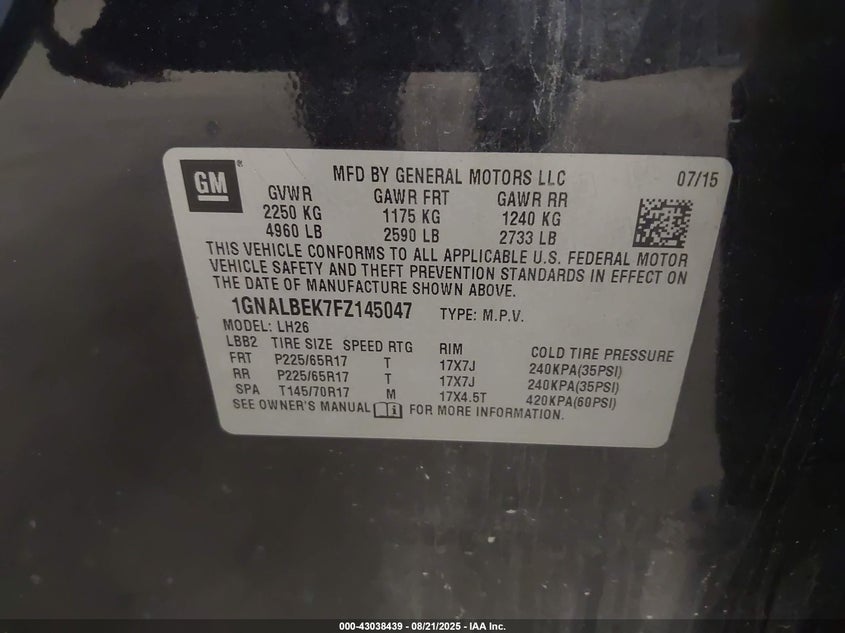 GM® MFD BY GENERAL MOTORS LLC 07/15
GVWR GAWR FRT GAWR RR
2250 KG 1175 KG 1240 KG
4960 LB 2590 LB 2733 LB
THIS VEHICLE CONFORMS TO ALL APPLICABLE U.S. FEDERAL MOTOR
VEHICLE SAFETY AND THEFT PREVENTION STANDARDS IN EFFECT ON
THE DATE OF MANUFACTURE SHOWN ABOVE.
1GNALBEK7FZ145047 TYPE: M.P.V.
MODEL: LH26
LBB2 TIRE SIZE SPEED RTG RIM COLD TIRE PRESSURE
FRT P225/65R17 T 17X7J 240KPA(35PSI)
RR P225/65R17 T 17X7J 240KPA(35PSI)
SPA T145/70R17 M 17X4.5T 420KPA(60PSI)
SEE OWNER'S MANUAL FOR MORE INFORMATION.
000-43038439 - 08/21/2025 - IAA Inc.